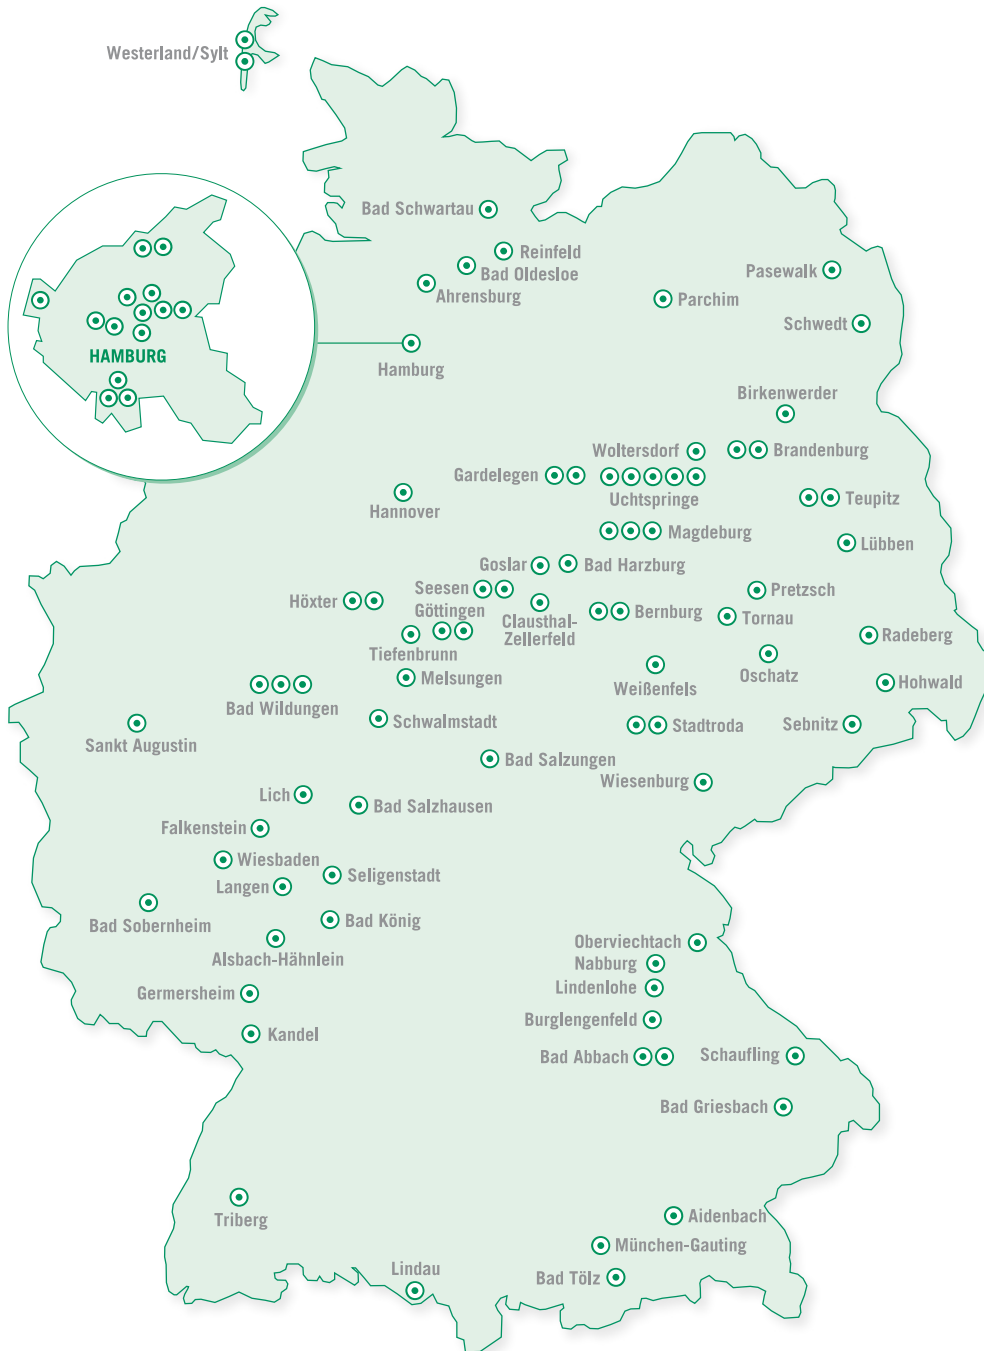 Westerland/Sylt
Bad Schwartau
Reinfeld
Bad Oldesloe
Ahrensburg
Pasewalk
Parchim
Schwedt
HAMBURG
Hamburg
Birkenwerder
Woltersdorf
Brandenburg
Gardelegen
Uchtspringe
Teupitz
Hannover
Magdeburg
Lübben
Goslar
Bad Harzburg
Seesen
Pretzsch
Höxter
Göttingen
Clausthal-
Zellerfeld
Bernburg
Tornau
Radeberg
Tiefenbrunn
Oschatz
Melsungen
Weißenfels
Hohwald
Bad Wildungen
Schwalmstadt
Stadtroda
Sebnitz
Sankt Augustin
Bad Salzungen
Wiesenburg
Lich
Bad Salzhausen
Falkenstein
Wiesbaden
Seligenstadt
Langen
Bad Sobernheim
Bad König
Alsbach-Hähnlein
Oberviechtach
Nabburg
Lindenlohe
Germersheim
Burglengenfeld
Kandel
Bad Abbach
Schaufling
Bad Griesbach
Triberg
Aidenbach
München-Gauting
Lindau
Bad Tölz